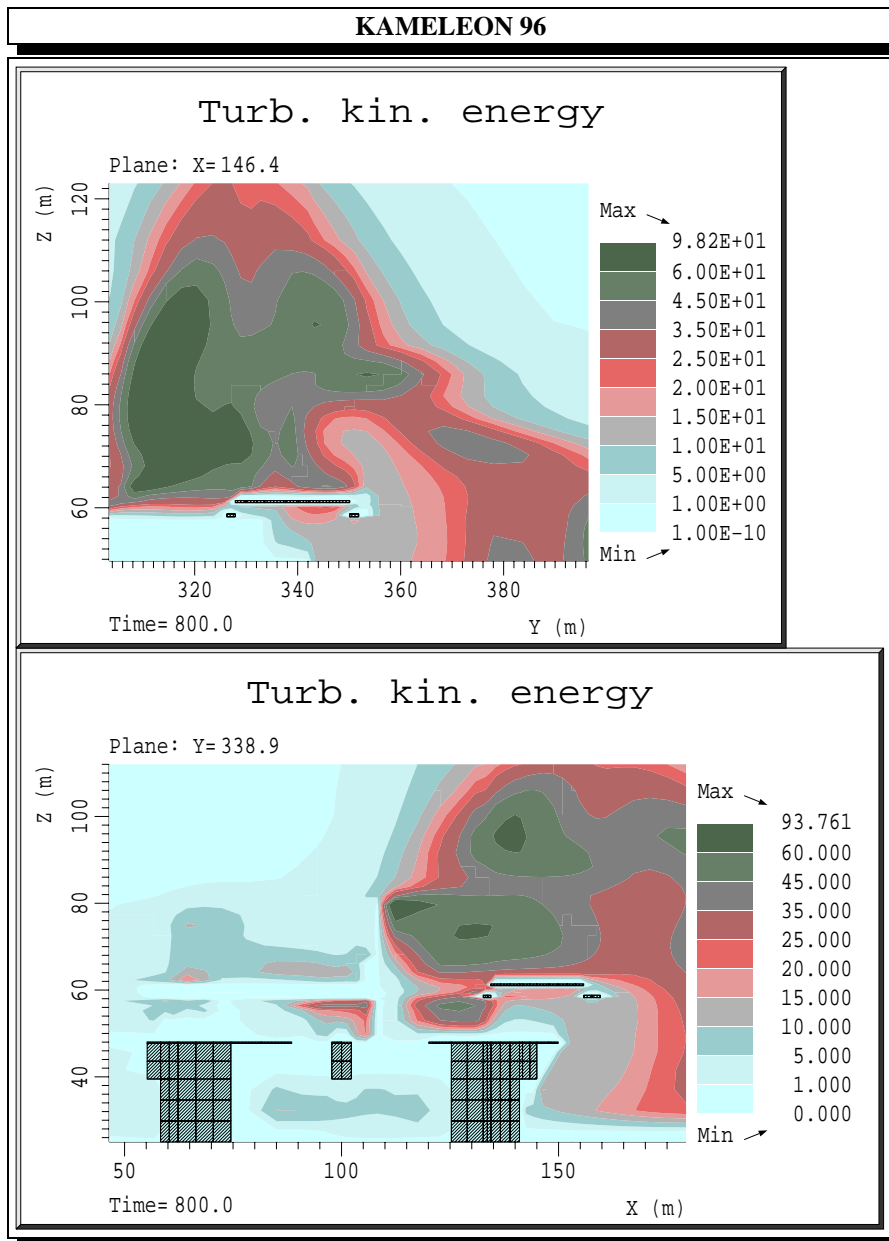 KAMELEON 96
Turb. kin. energy
Plane: X= 146.4
Z (m)
120
100
80
60
320 340 360 380
Time= 800.0 Y (m)
Max
9.82E+01
6.00E+01
4.50E+01
3.50E+01
2.50E+01
2.00E+01
1.50E+01
1.00E+01
5.00E+00
1.00E+00
1.00E-10
Min
Turb. kin. energy
Plane: Y= 338.9
Z (m)
100
80
60
40
50 100 150
Time= 800.0 X (m)
Max
93.761
60.000
45.000
35.000
25.000
20.000
15.000
10.000
5.000
1.000
0.000
Min